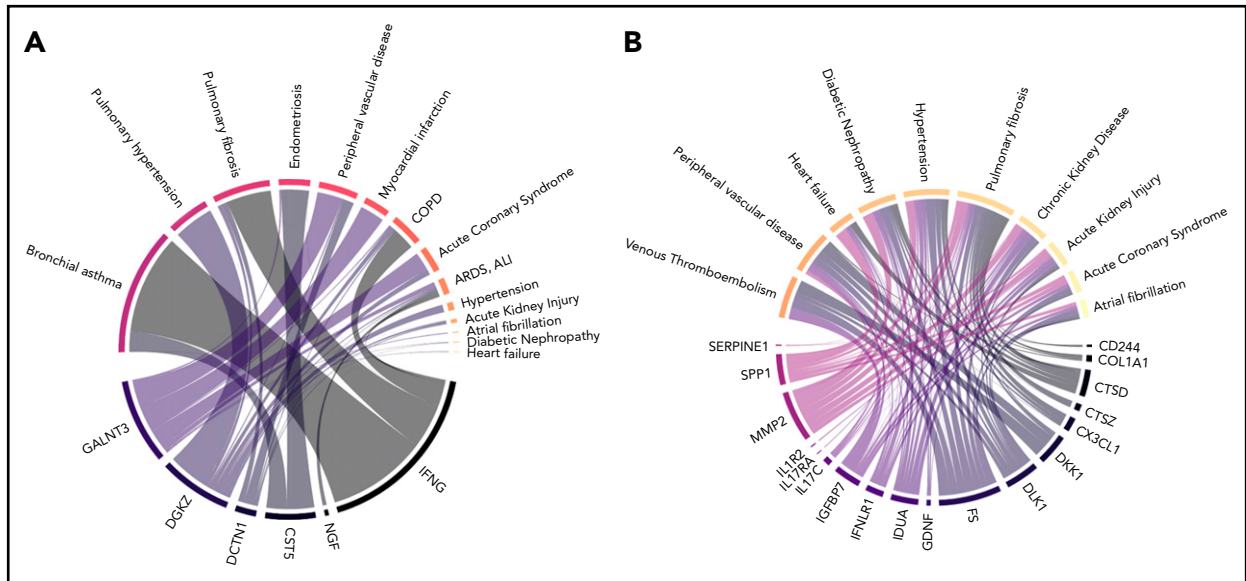 A
Bronchial asthma
Pulmonary hypertension
Pulmonary fibrosis
Endometriosis
Peripheral vascular disease
Myocardial infarction
COPD
Acute Coronary Syndrome
ARDS, ALI
Hypertension
Acute Kidney Injury
Atrial fibrillation
Diabetic Nephropathy
Heart failure
IFNG
NGF
CST5
DCTN1
DGKZ
GALNT3
B
Venous Thromboembolism
Peripheral vascular disease
Heart failure
Diabetic Nephropathy
Hypertension
Pulmonary fibrosis
Chronic Kidney Disease
Acute Kidney Injury
Acute Coronary Syndrome
Atrial fibrillation
CD244
COL1A1
CTSD
CTSZ
CX3CL1
DKK1
DLK1
FS
GDNF
IDUA
IFNLR1
IGFBP7
IL17C
IL17RA
IL1R2
MMP2
SPP1
SERPINE1